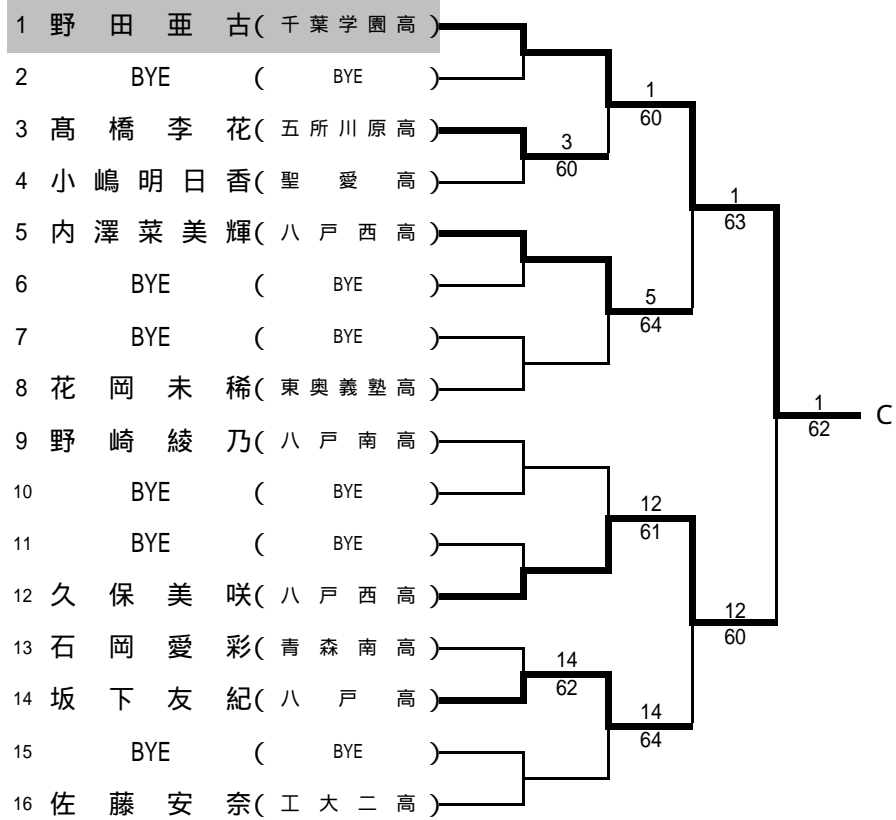 1 野田亜古(千葉学園高)
2 BYE (BYE)
3 髙橋李花(五所川原高)
4 小嶋明日香(聖愛高)
5 内澤菜美輝(八戸西高)
6 BYE (BYE)
7 BYE (BYE)
8 花岡未稀(東奥義塾高)
9 野崎綾乃(八戸南高)
10 BYE (BYE)
11 BYE (BYE)
12 久保美咲(八戸西高)
13 石岡愛彩(青森南高)
14 坂下友紀(八戸高)
15 BYE (BYE)
16 佐藤安奈(工大二高)
3
60
14
62
1
60
5
64
12
61
14
64
1
63
12
60
1
62
C